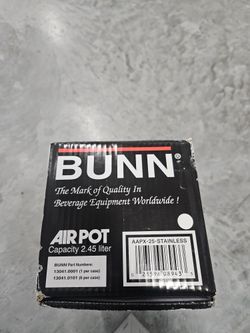 BUNN®
The Mark of Quality In
Beverage Equipment Worldwide !
AIRPOT
Capacity 2.45 liter
BUNN Part Numbers:
13041.0001 (1 per case)
13041.0101 (6 per case)
AAPX-25-STAINLESS